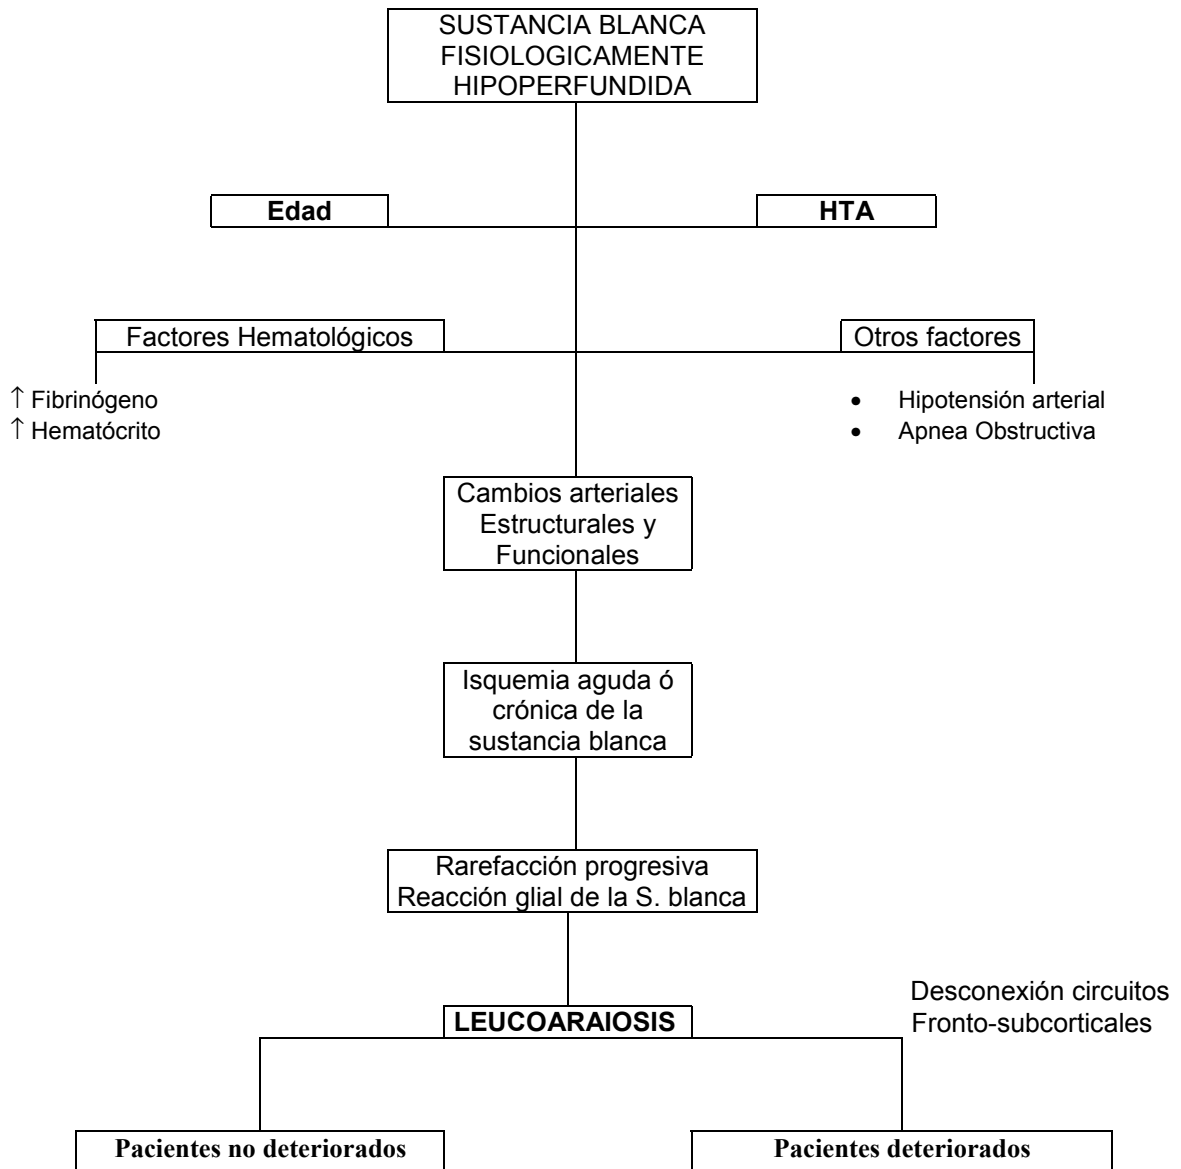 SUSTANCIA BLANCA
FISIOLOGICAMENTE
HIPOPERFUNDIDA
Edad
HTA
Factores Hematológicos
Otros factores
↑ Fibrinógeno
↑ Hematócrito
• Hipotensión arterial
• Apnea Obstructiva
Cambios arteriales
Estructurales y
Funcionales
Isquemia aguda ó
crónica de la
sustancia blanca
Rarefacción progresiva
Reacción glial de la S. blanca
LEUCOARAIOSIS
Desconexión circuitos
Fronto-subcorticales
Pacientes no deteriorados
Pacientes deteriorados